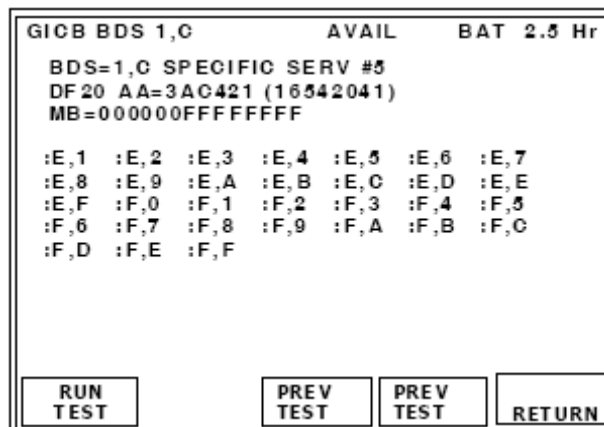 GICB BDS 1,C AVAIL BAT 2.5 Hr
BDS=1,C SPECIFIC SERV #5
DF20 AA=3AC421 (16542041)
MB=000000FFFFFFFF
:E,1 :E,2 :E,3 :E,4 :E,5 :E,6 :E,7
:E,8 :E,9 :E,A :E,B :E,C :E,D :E,E
:E,F :F,0 :F,1 :F,2 :F,3 :F,4 :F,5
:F,6 :F,7 :F,8 :F,9 :F,A :F,B :F,C
:F,D :F,E :F,F
RUN TEST
PREV TEST
PREV TEST
RETURN